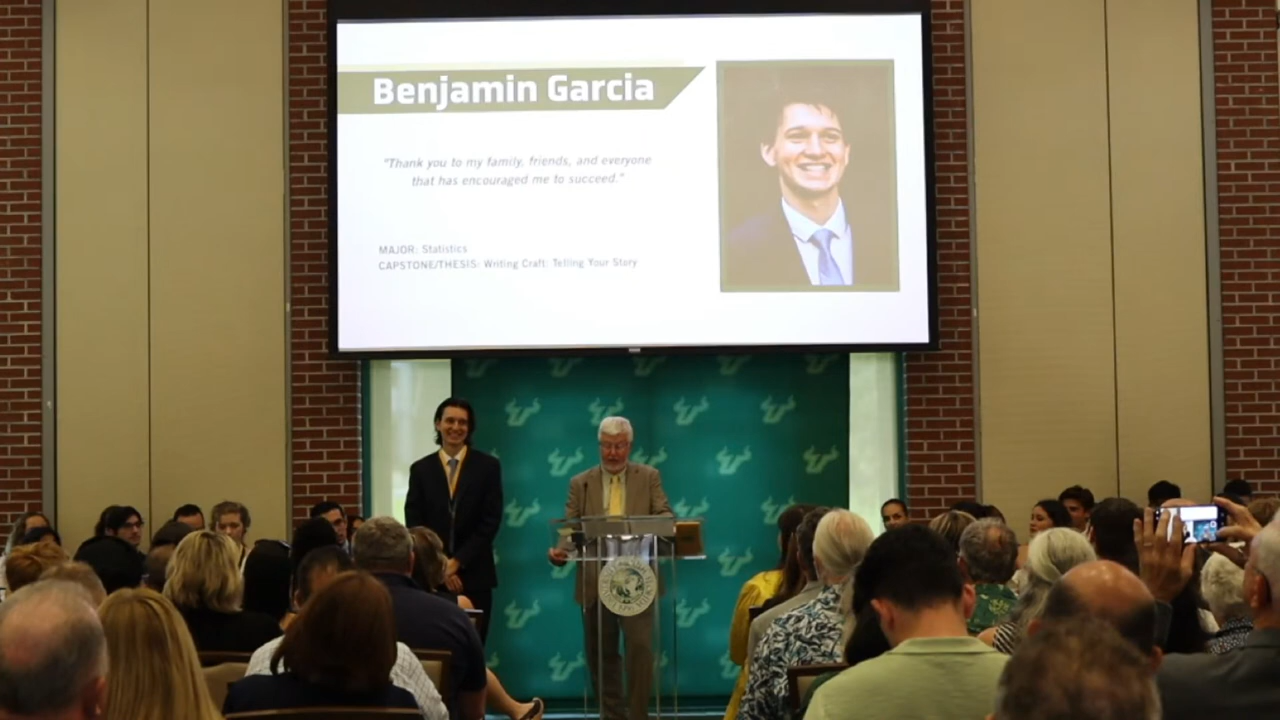 Benjamin Garcia
"Thank you to my family, friends, and everyone
that has encouraged me to succeed."
MAJOR: Statistics
CAPSTONE/THESIS: Writing Craft: Telling Your Story